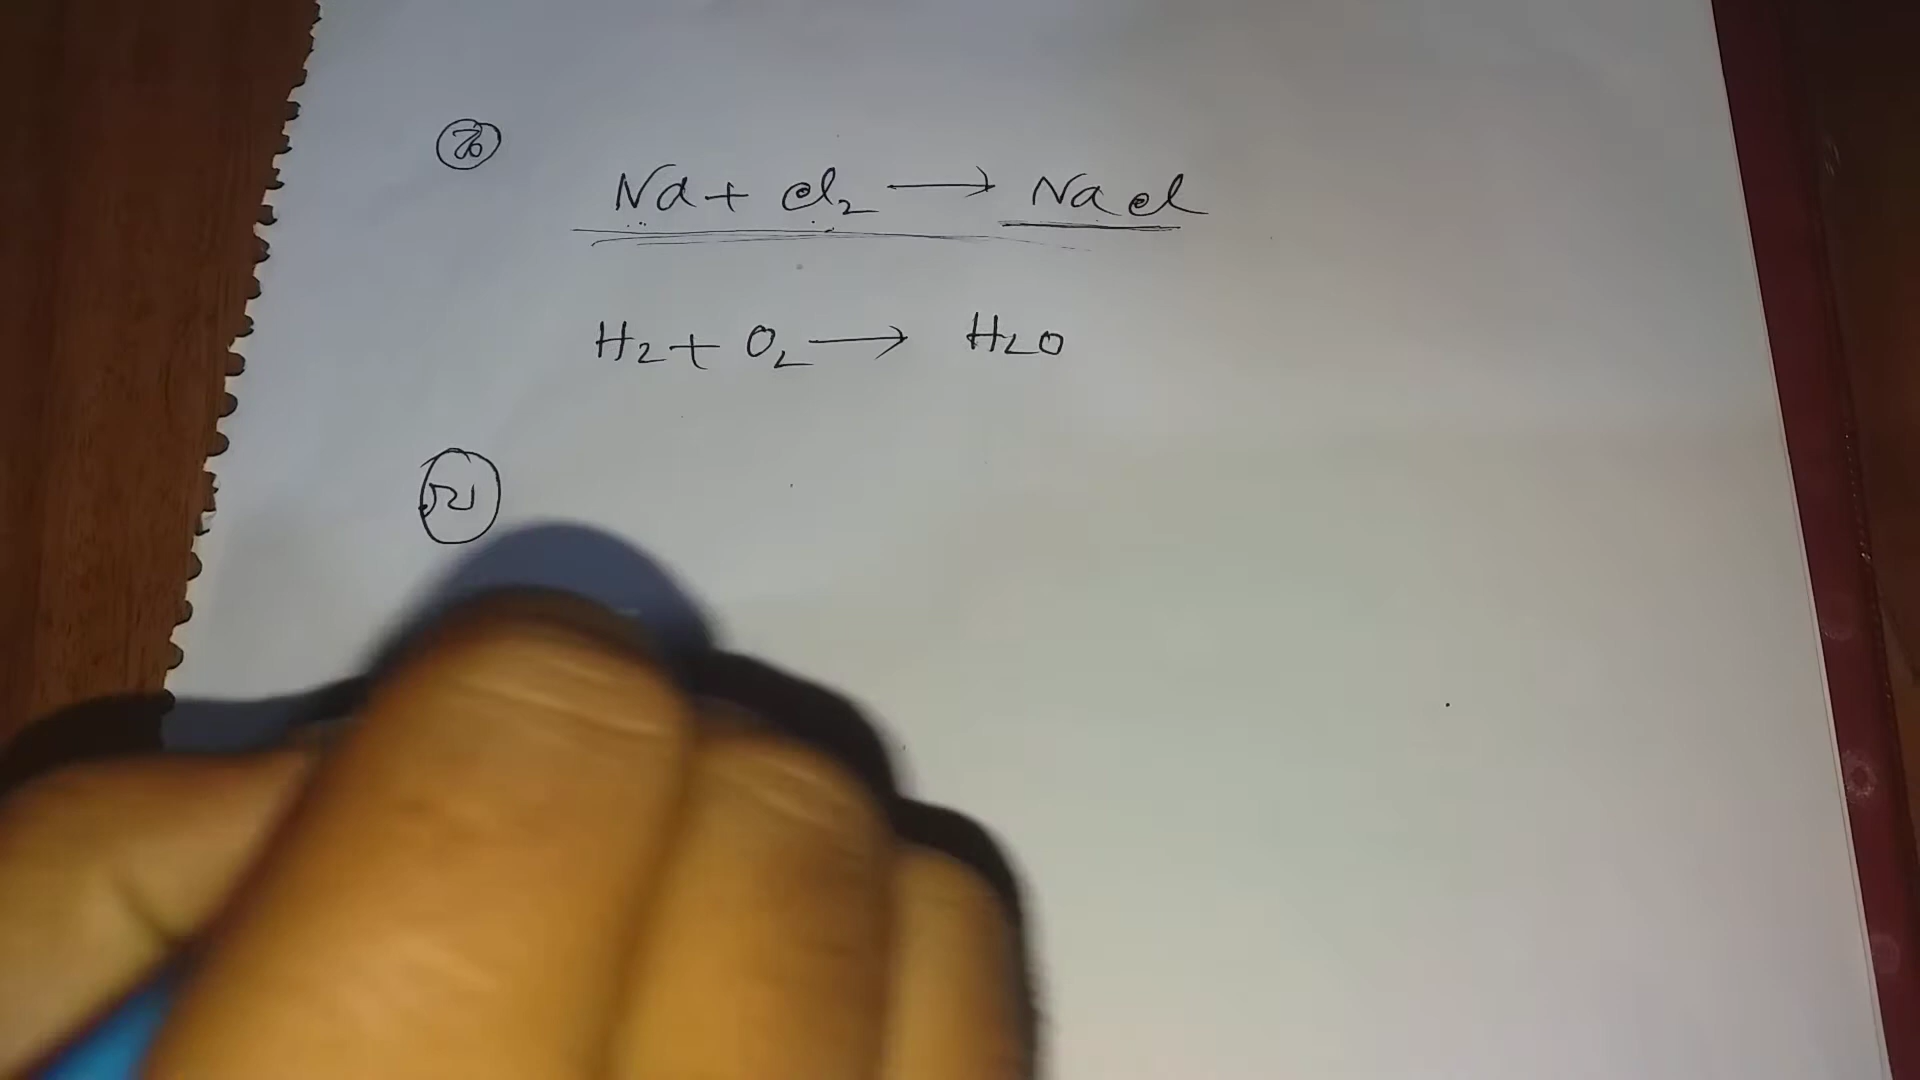 Na + Cl₂ → NaCl
H₂ + O₂ → H₂O